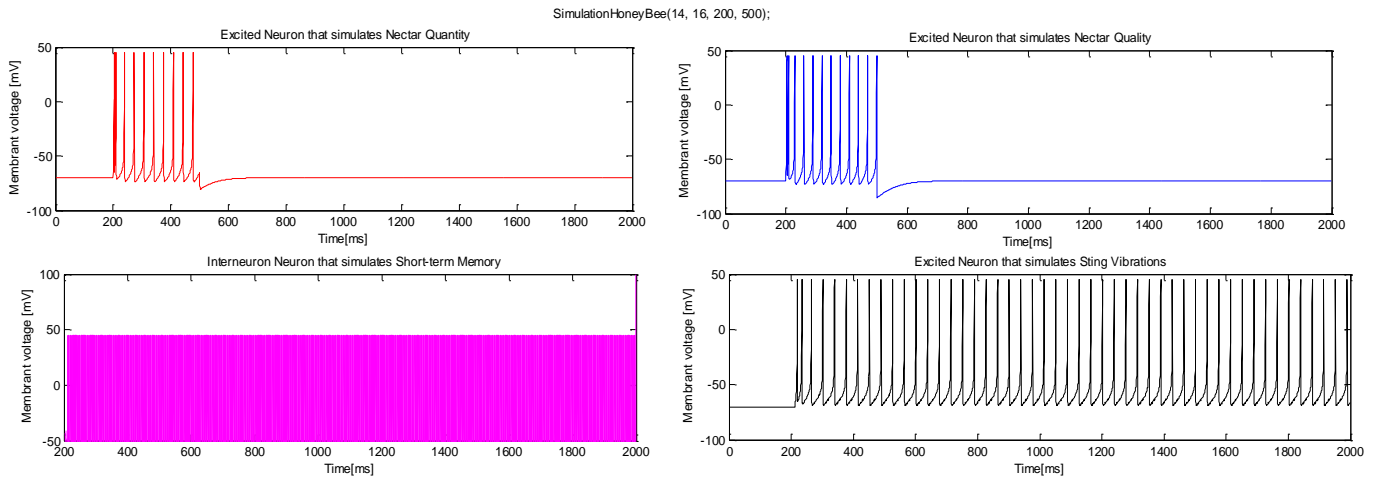 SimulationHoneyBee(14, 16, 200, 500);
Excited Neuron that simulates Nectar Quantity
50
0
-50
-100
Membrant voltage [mV]
0 200 400 600 800 1000 1200 1400 1600 1800 2000
Time[ms]
Excited Neuron that simulates Nectar Quality
50
0
-50
-100
Membrant voltage [mV]
0 200 400 600 800 1000 1200 1400 1600 1800 2000
Time[ms]
Interneuron Neuron that simulates Short-term Memory
100
50
0
-50
Membrant voltage [mV]
200 400 600 800 1000 1200 1400 1600 1800 2000
Time[ms]
Excited Neuron that simulates Sting Vibrations
50
0
-50
-100
Membrant voltage [mV]
0 200 400 600 800 1000 1200 1400 1600 1800 2000
Time[ms]